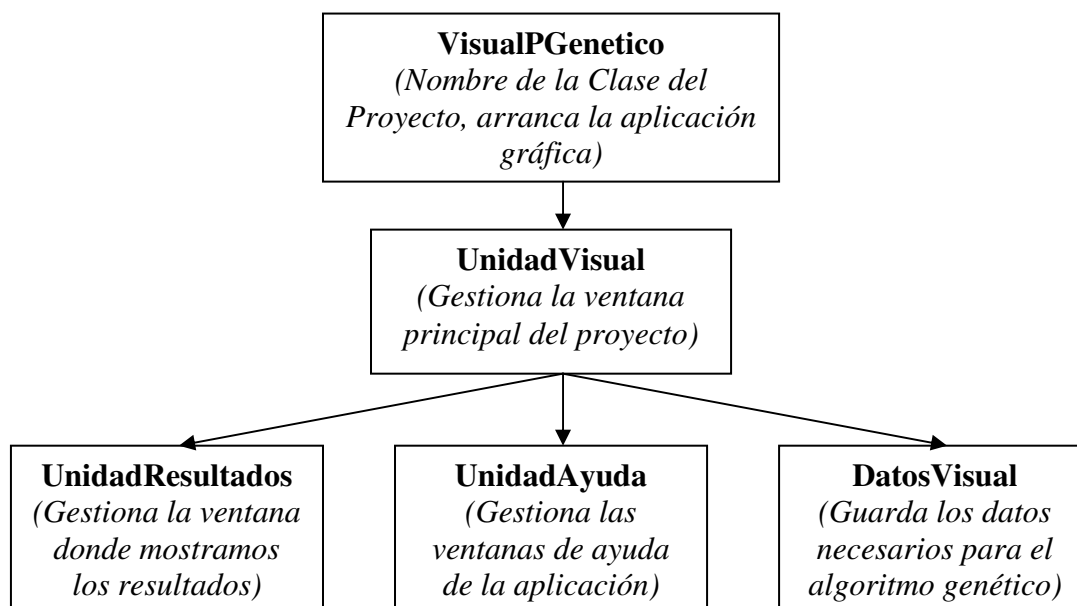 VisualPGenetico
(Nombre de la Clase del
Proyecto, arranca la aplicación
gráfica)
UnidadVisual
(Gestiona la ventana
principal del proyecto)
UnidadResultados
(Gestiona la ventana
donde mostramos
los resultados)
UnidadAyuda
(Gestiona las
ventanas de ayuda
de la aplicación)
DatosVisual
(Guarda los datos
necesarios para el
algoritmo genético)